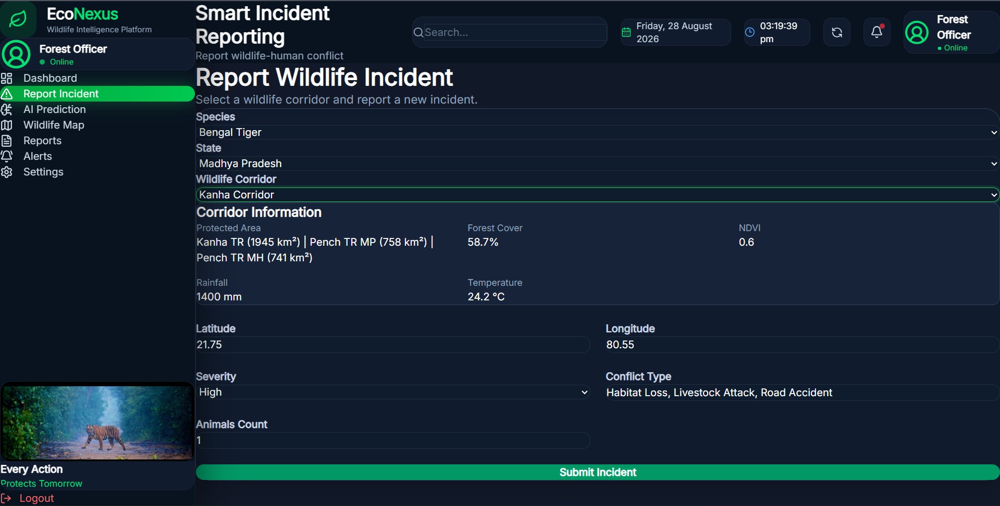 EcoNexus
Wildlife Intelligence Platform
Forest Officer
Online
Dashboard
Report Incident
AI Prediction
Wildlife Map
Reports
Alerts
Settings
Every Action
Protects Tomorrow
Logout
Smart Incident
Reporting
Report wildlife-human conflict
Search...
Friday, 28 August
2026
03:19:39
pm
Forest
Officer
Online
Report Wildlife Incident
Select a wildlife corridor and report a new incident.
Species
Bengal Tiger
State
Madhya Pradesh
Wildlife Corridor
Kanha Corridor
Corridor Information
Protected Area
Kanha TR (1945 km²) | Pench TR MP (758 km²) |
Pench TR MH (741 km²)
Forest Cover
58.7%
NDVI
0.6
Rainfall
1400 mm
Temperature
24.2 °C
Latitude
21.75
Longitude
80.55
Severity
High
Conflict Type
Habitat Loss, Livestock Attack, Road Accident
Animals Count
1
Submit Incident